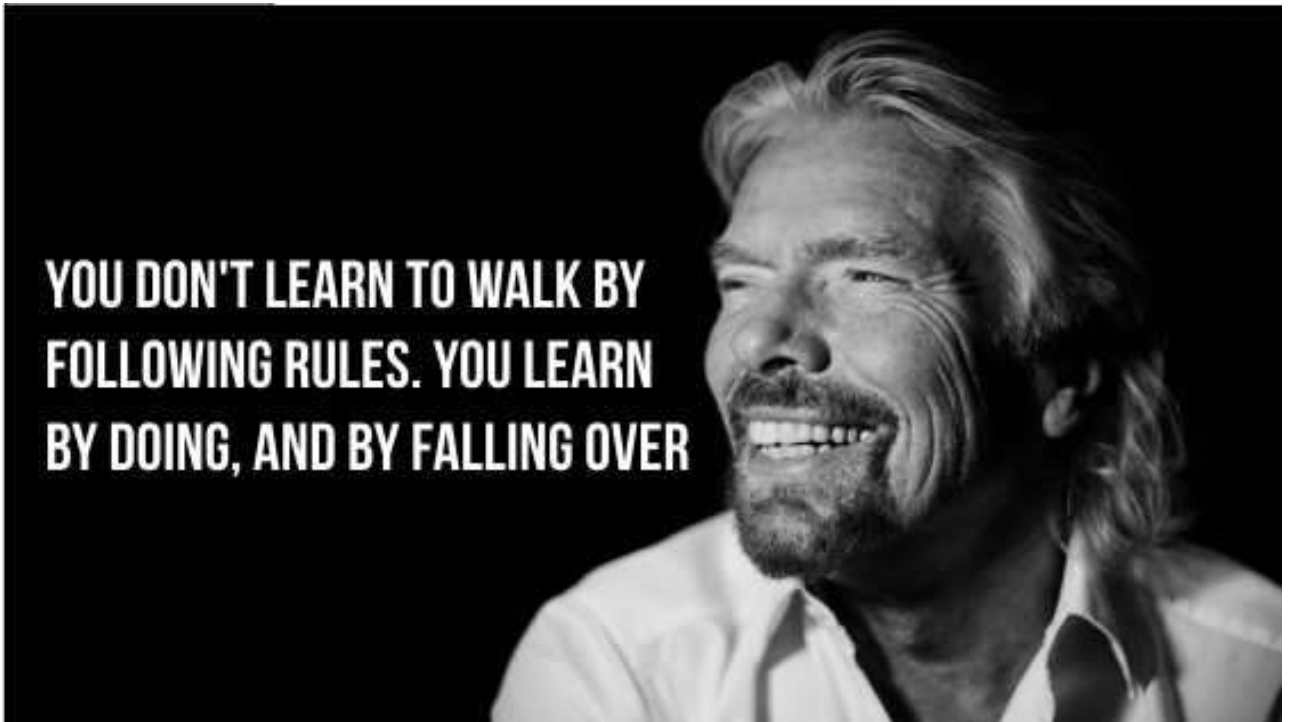 YOU DON'T LEARN TO WALK BY
FOLLOWING RULES. YOU LEARN
BY DOING, AND BY FALLING OVER